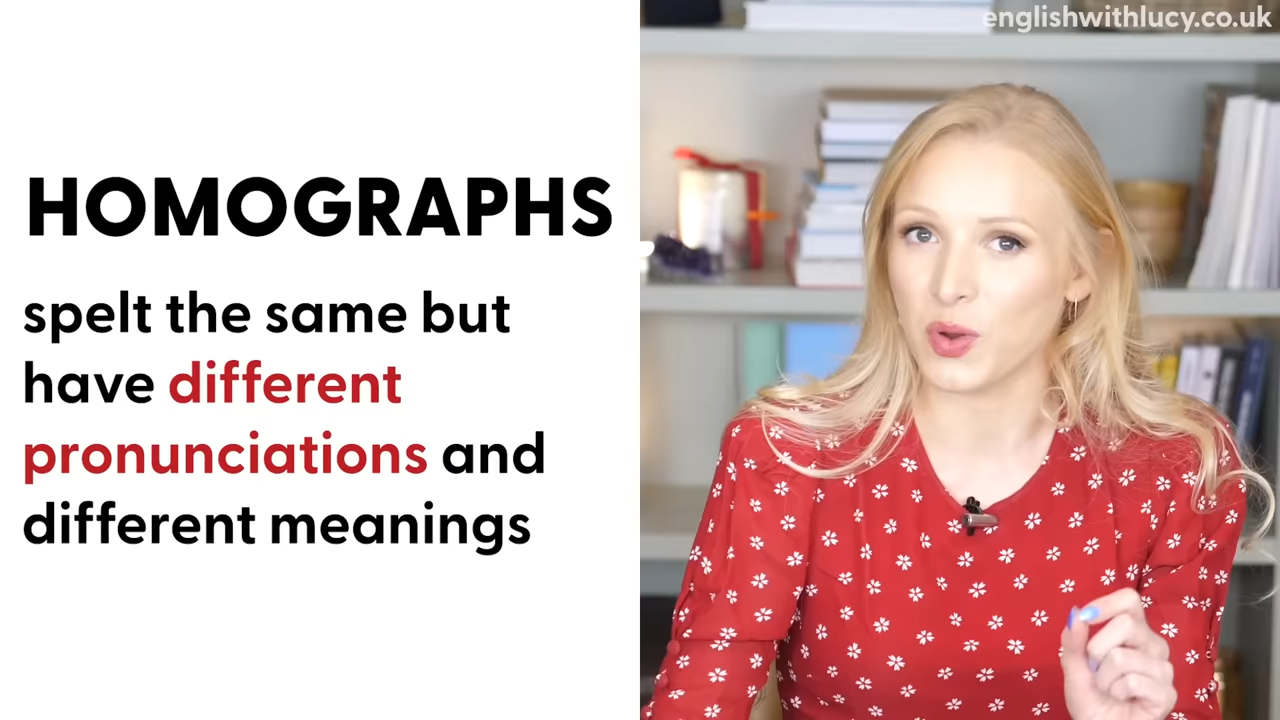 englishwithlucy.co.uk
HOMOGRAPHS
spelt the same but
have different
pronunciations and
different meanings